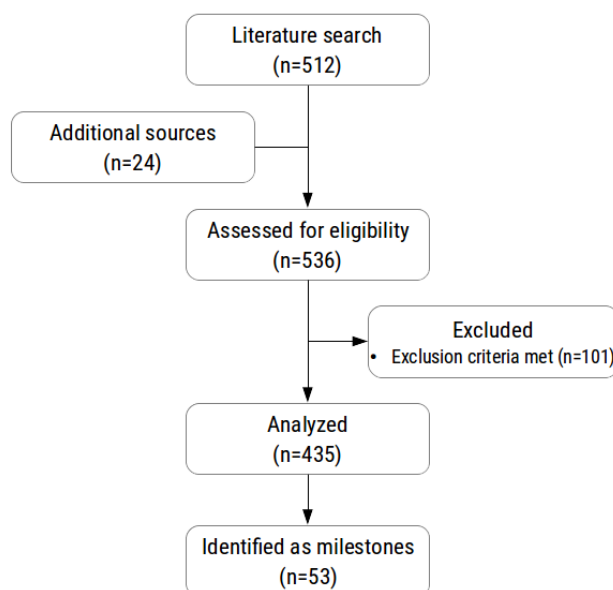 Literature search
(n=512)
Additional sources
(n=24)
Assessed for eligibility
(n=536)
Excluded
• Exclusion criteria met (n=101)
Analyzed
(n=435)
Identified as milestones
(n=53)